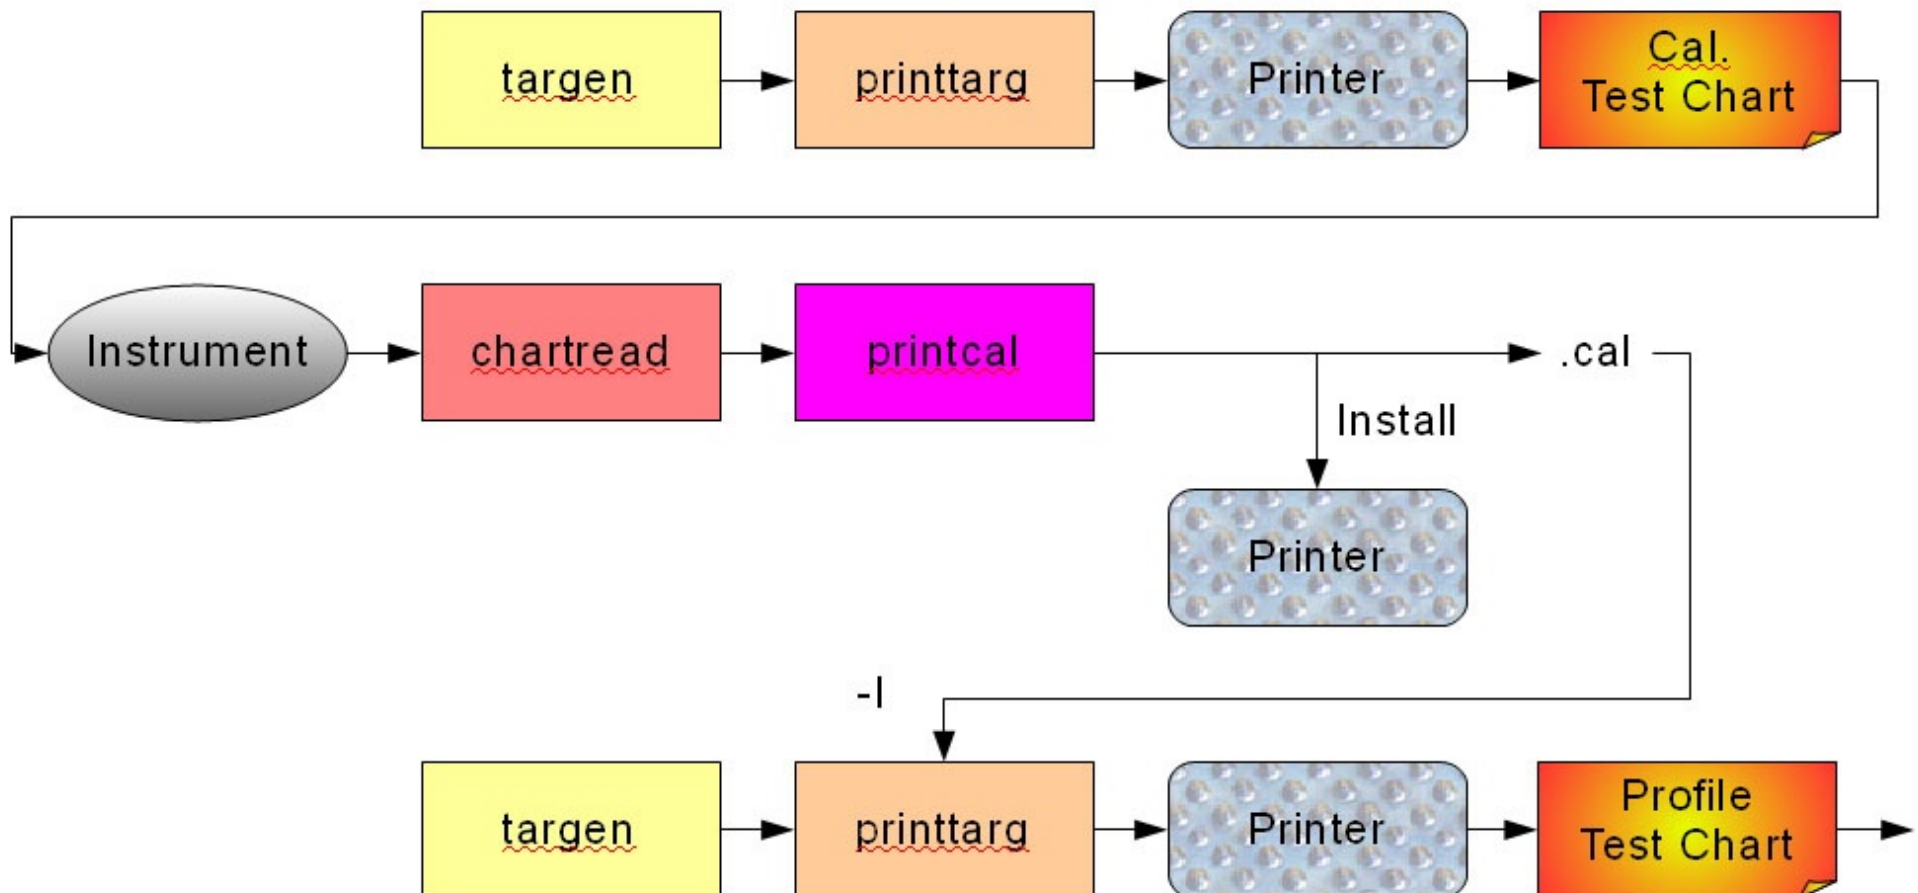 targen
printtarg
Printer
Cal.
Test Chart
Instrument
chartread
printcal
.cal
Install
Printer
-I
targen
printtarg
Printer
Profile
Test Chart